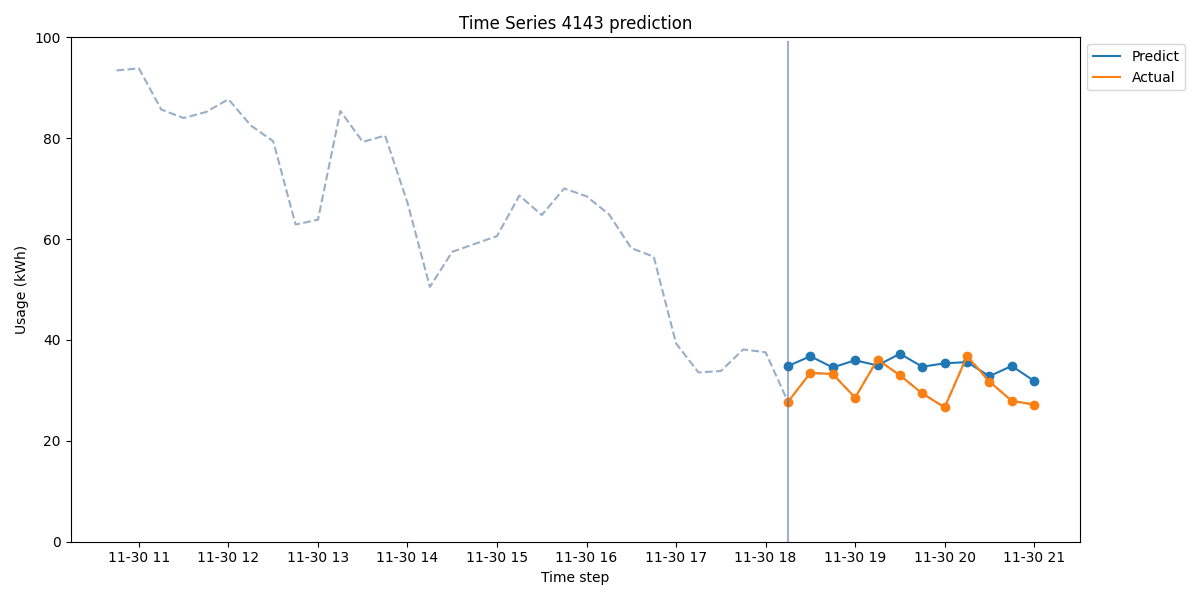 Time Series 4143 prediction
Predict
Actual
Usage (kWh)
100
80
60
40
20
0
11-30 11 11-30 12 11-30 13 11-30 14 11-30 15 11-30 16 11-30 17 11-30 18 11-30 19 11-30 20 11-30 21
Time step